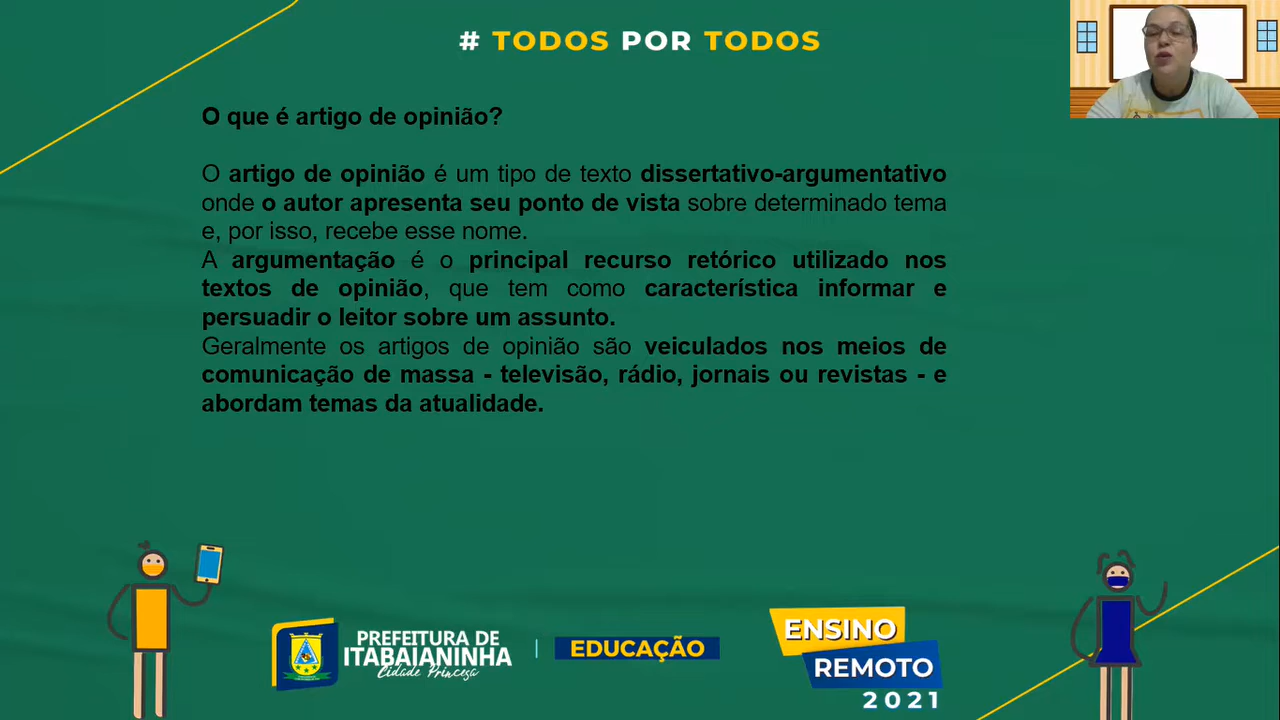 # TODOS POR TODOS
O que é artigo de opinião?
O artigo de opinião é um tipo de texto dissertativo-argumentativo
onde o autor apresenta seu ponto de vista sobre determinado tema
e, por isso, recebe esse nome.
A argumentação é o principal recurso retórico utilizado nos
textos de opinião, que tem como característica informar e
persuadir o leitor sobre um assunto.
Geralmente os artigos de opinião são veiculados nos meios de
comunicação de massa - televisão, rádio, jornais ou revistas - e
abordam temas da atualidade.
PREFEITURA DE
ITABAIANINHA
Cidade Princesa
EDUCAÇÃO
ENSINO
REMOTO
2021